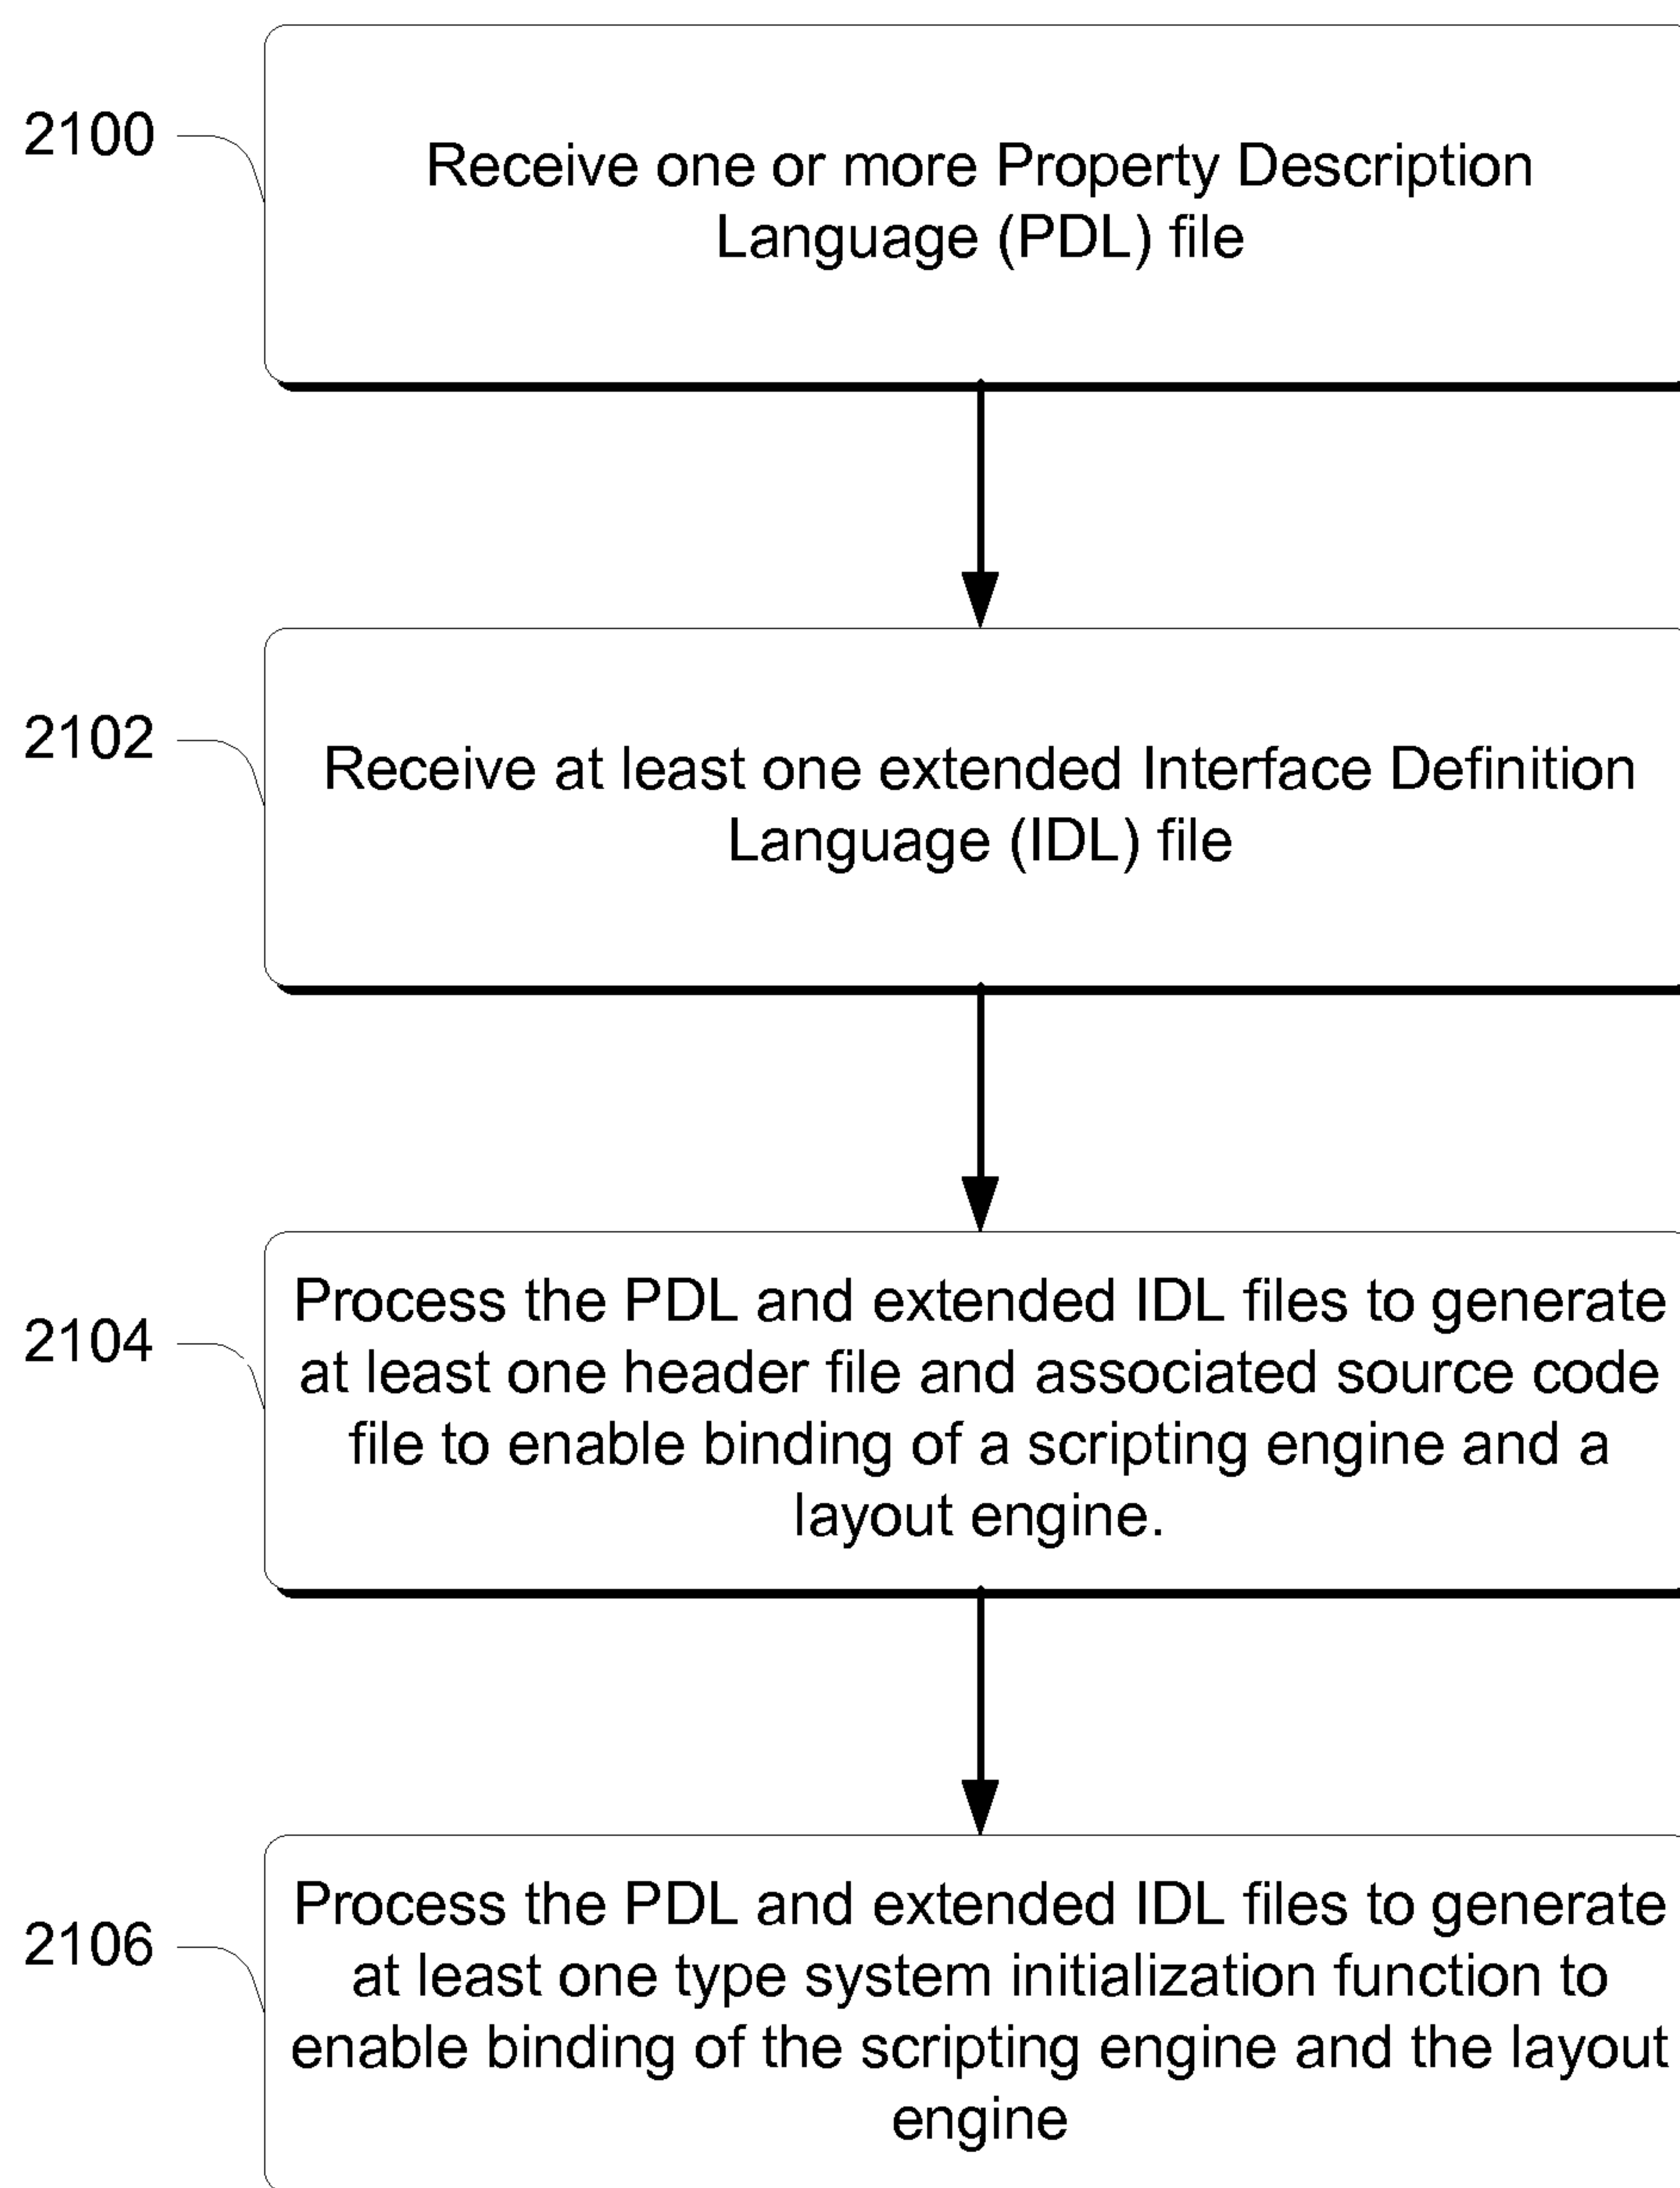 2100
Receive one or more Property Description
Language (PDL) file
2102
Receive at least one extended Interface Definition
Language (IDL) file
2104
Process the PDL and extended IDL files to generate
at least one header file and associated source code
file to enable binding of a scripting engine and a
layout engine.
2106
Process the PDL and extended IDL files to generate
at least one type system initialization function to
enable binding of the scripting engine and the layout
engine